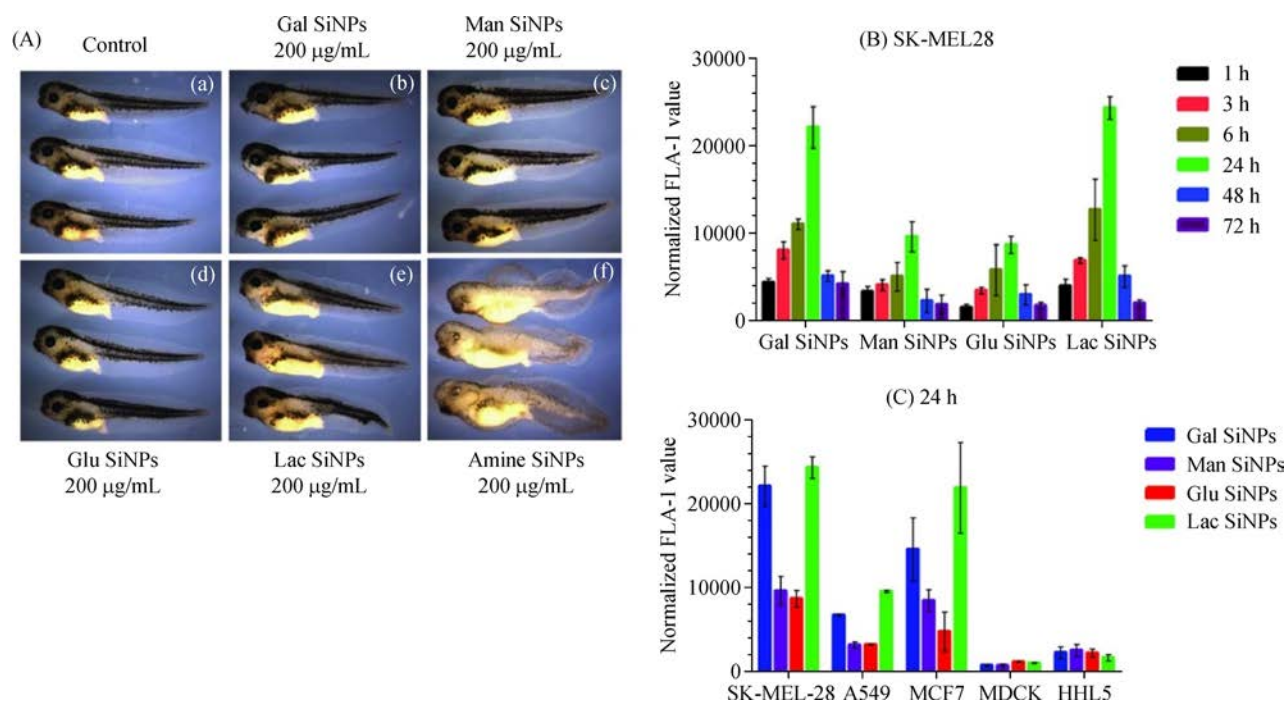 (A)
Control
Gal SiNPs
200 μg/mL
Man SiNPs
200 μg/mL
(a)
(b)
(c)
(d)
(e)
(f)
Glu SiNPs
200 μg/mL
Lac SiNPs
200 μg/mL
Amine SiNPs
200 μg/mL
(B) SK-MEL28
Normalized FLA-1 value
30000
20000
10000
0
Gal SiNPs Man SiNPs Glu SiNPs Lac SiNPs
1 h
3 h
6 h
24 h
48 h
72 h
(C) 24 h
Normalized FLA-1 value
30000
20000
10000
0
SK-MEL-28 A549 MCF7 MDCK HHL5
Gal SiNPs
Man SiNPs
Glu SiNPs
Lac SiNPs